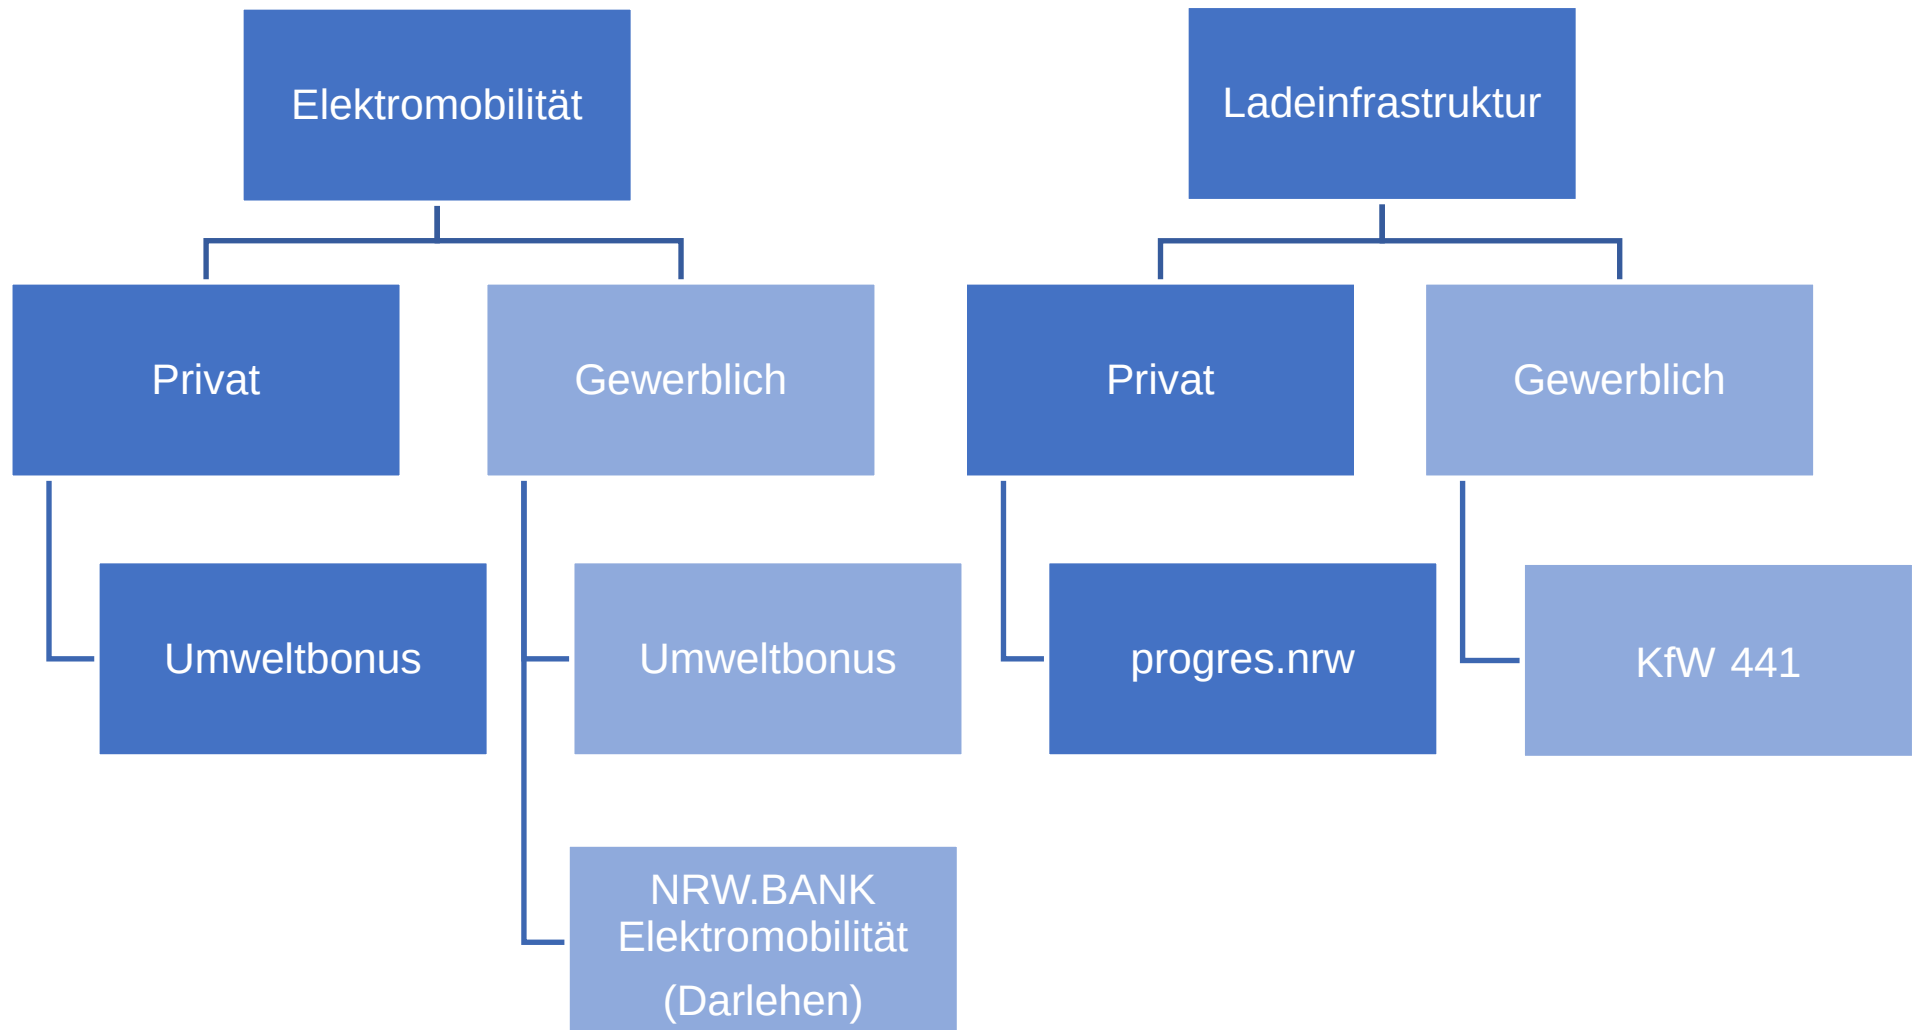 Elektromobilität
Ladeinfrastruktur
Privat
Gewerblich
Privat
Gewerblich
Umweltbonus
Umweltbonus
progres.nrw
KfW 441
NRW.BANK
Elektromobilität
(Darlehen)